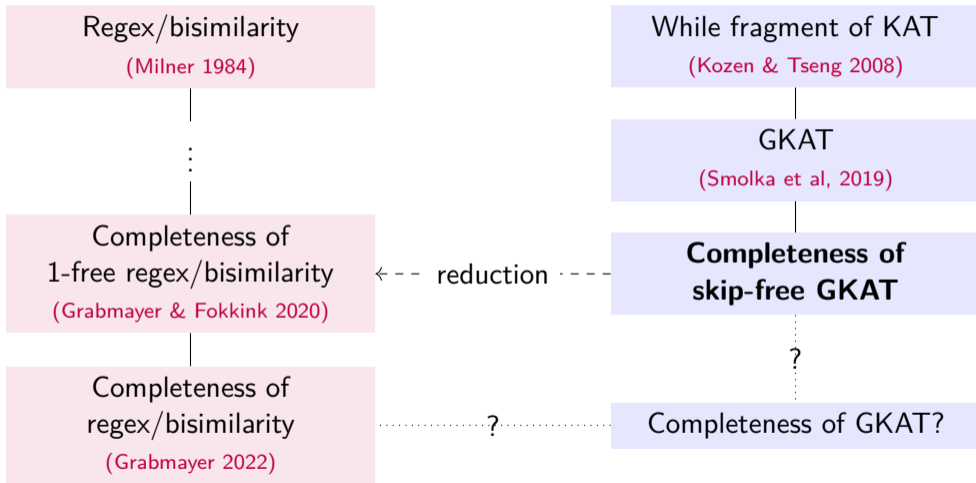 Regex/bisimilarity
(Milner 1984)
⋮
Completeness of
1-free regex/bisimilarity
(Grabmayer & Fokkink 2020)
Completeness of
regex/bisimilarity
(Grabmayer 2022)
reduction
?
While fragment of KAT
(Kozen & Tseng 2008)
GKAT
(Smolka et al, 2019)
Completeness of
skip-free GKAT
?
Completeness of GKAT?